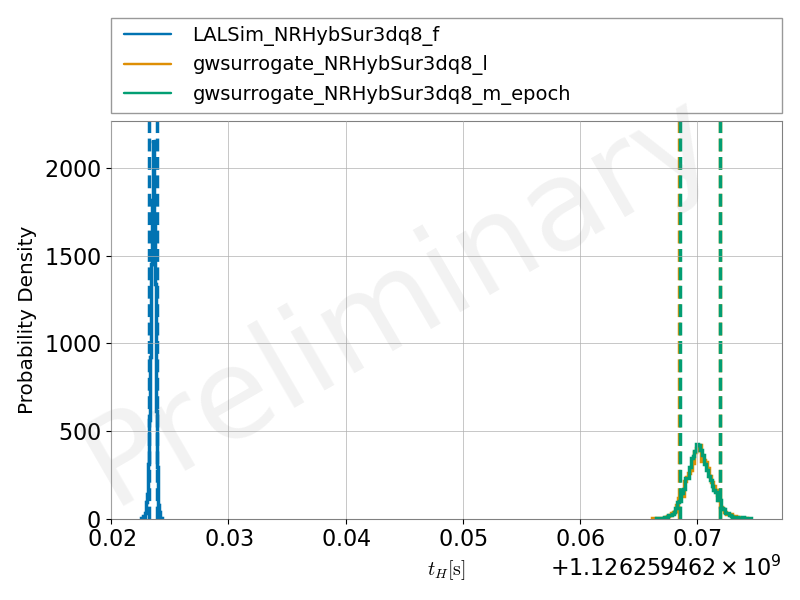 LALSim_NRHybSur3dq8_f
gwsurrogate_NRHybSur3dq8_l
gwsurrogate_NRHybSur3dq8_m_epoch
Preliminary
Probability Density
2000
1500
1000
500
0
0.02 0.03 0.04 0.05 0.06 0.07
t_H[s]
+1.126259462 × 10⁹